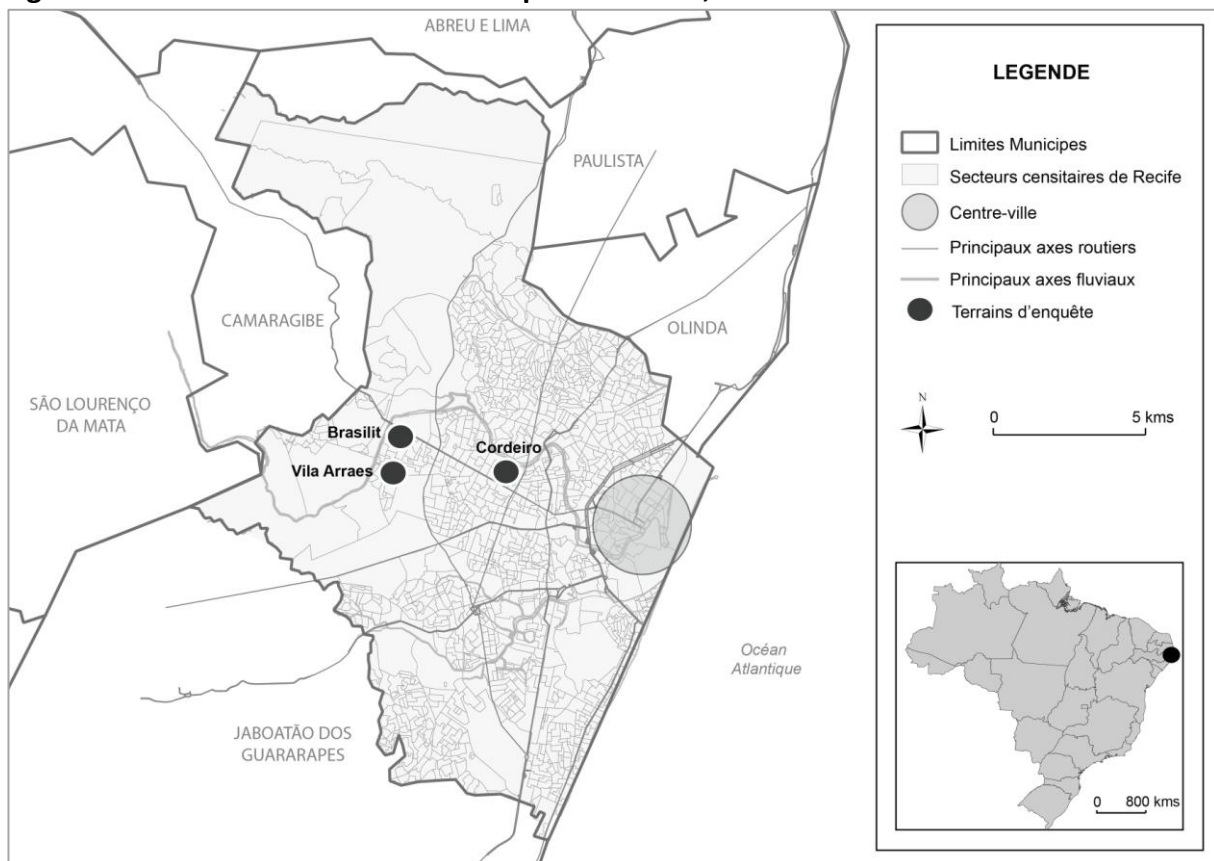 ABREU E LIMA
PAULISTA
CAMARAGIBE
OLINDA
SÃO LOURENÇO
DA MATA
Brasilit
Cordeiro
Vila Arraes
Océan
Atlantique
JABOATÃO DOS
GUARARAPES
LEGENDE
Limites Municipes
Secteurs censitaires de Recife
Centre-ville
Principaux axes routiers
Principaux axes fluviaux
Terrains d'enquête
N
0 5 kms
0 800 kms